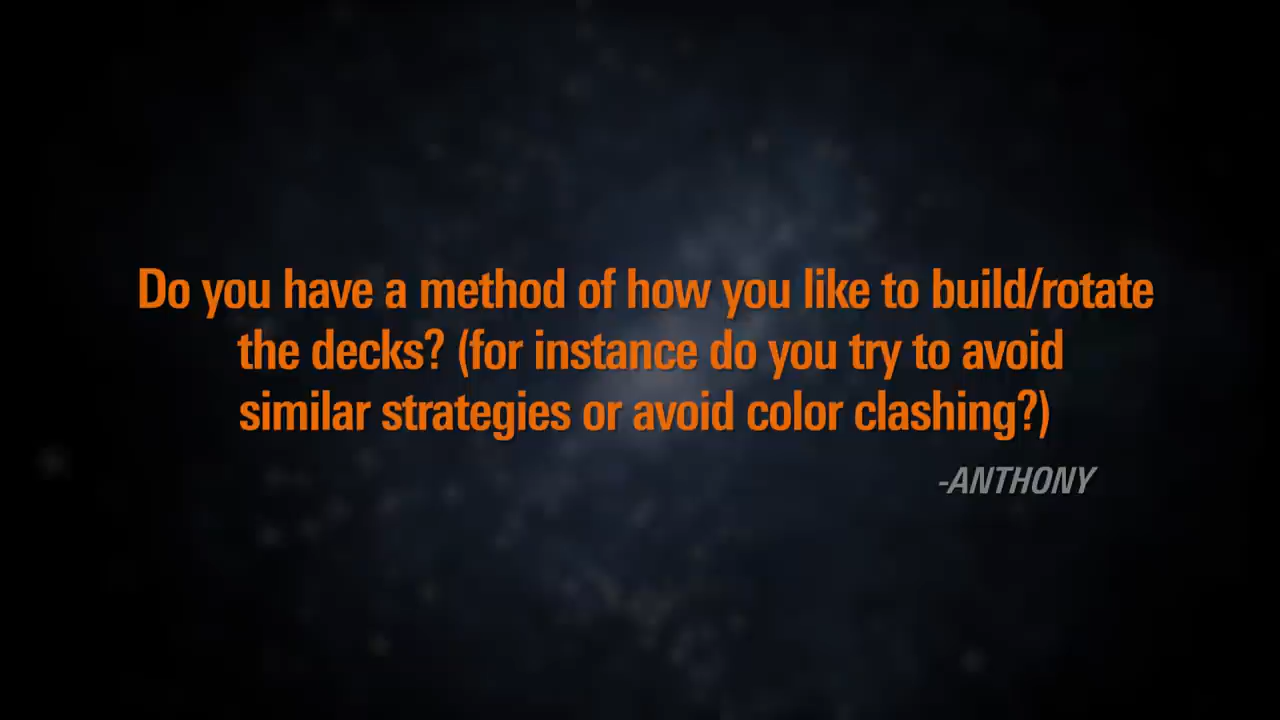 Do you have a method of how you like to build/rotate
the decks? (for instance do you try to avoid
similar strategies or avoid color clashing?)
-ANTHONY